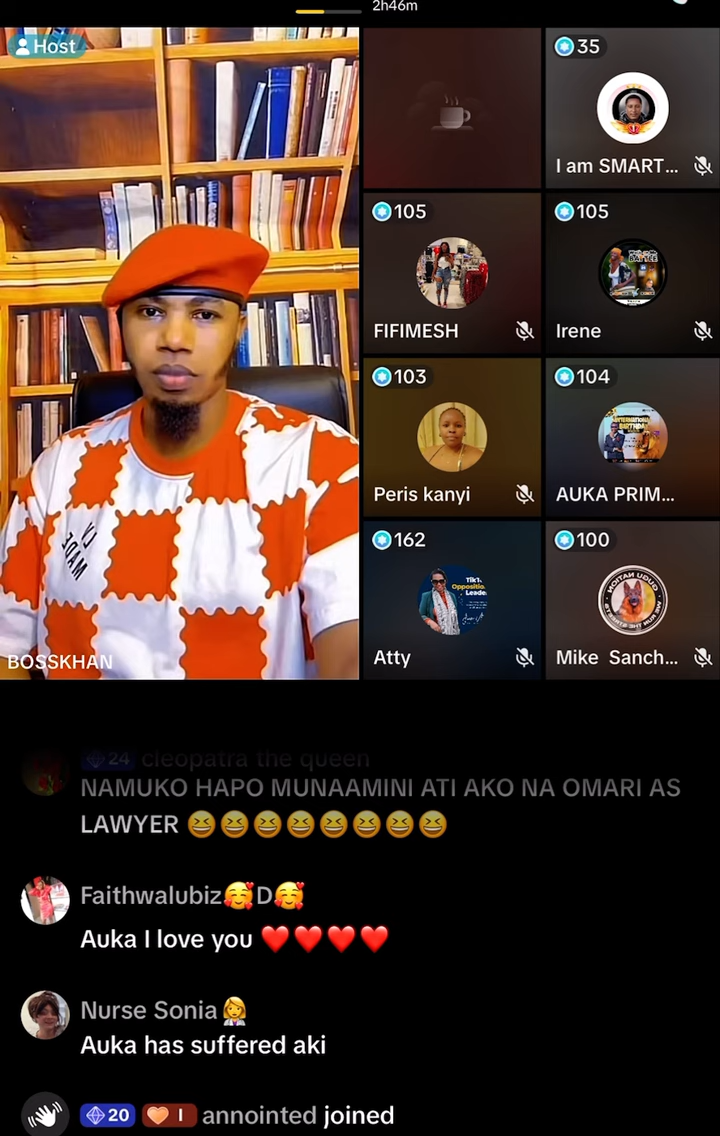 2h46m
Host
35
I am SMART...
105
FIFIMESH
105
Irene
103
Peris kanyi
104
AUKA PRIM...
162
Atty
100
Mike Sanch...
BOSSKHAN
24 cleopatra the queen
NAMUKO HAPO MUNAAMINI ATI AKO NA OMARI AS
LAWYER 😆😆😆😆😆😆😆😆
Faithwalubiz🥰D🥰
Auka I love you ❤️❤️❤️❤️
Nurse Sonia👩‍⚕️
Auka has suffered aki
20 I annointed joined